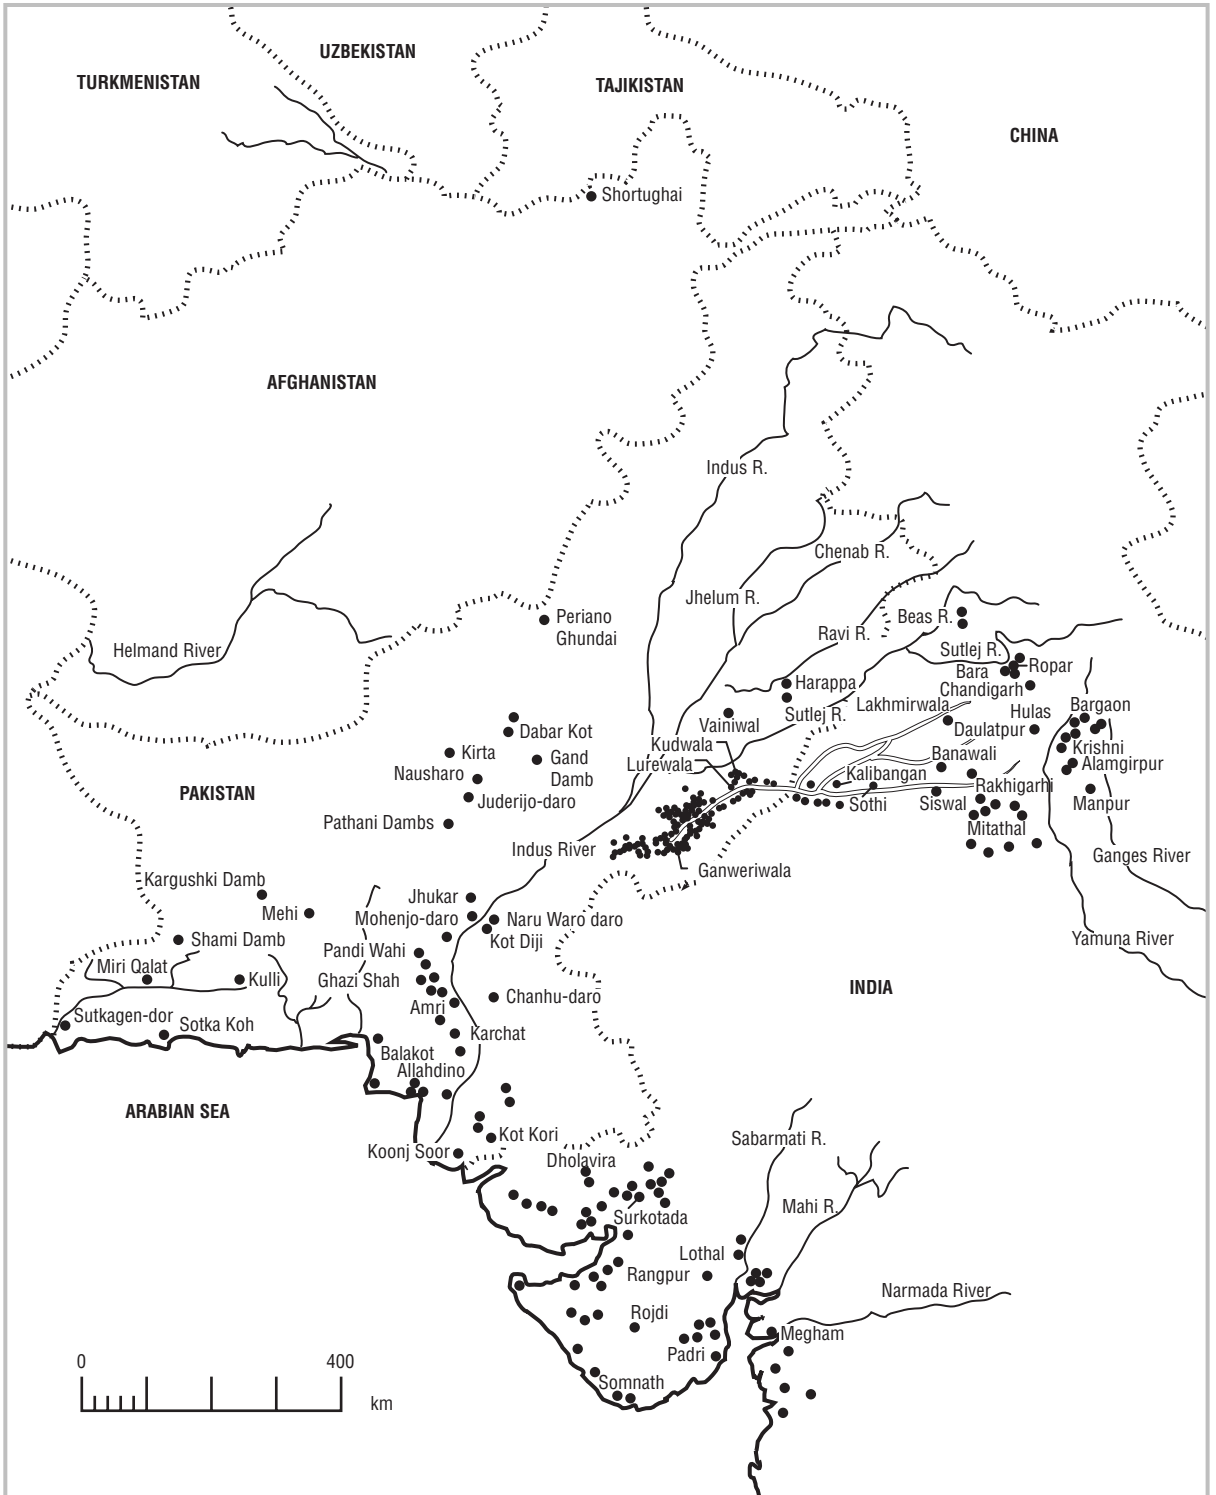 UZBEKISTAN
TURKMENISTAN
TAJIKISTAN
CHINA
Shortughai
AFGHANISTAN
Indus R.
Chenab R.
Jhelum R.
Periano
Ghundai
Beas R.
Ravi R.
Helmand River
Sutlej R.
Bara
Ropar
Harappa
Chandigarh
Lakhmirwala
Bargaon
Hulas
Sutlej R.
Vainiwal
Dabar Kot
Daulatpur
Kudwala
Krishni
Kirta
Gand
Damb
Lurewala
Banawali
Alamgirpur
Nausharo
Kalibangan
Rakhigarhi
PAKISTAN
Juderijo-daro
Sothi
Siswal
Manpur
Pathani Dambs
Mitathal
Indus River
Ganges River
Ganweriwala
Kargushki Damb
Jhukar
Mehi
Mohenjo-daro
Naru Waro daro
Kot Diji
Shami Damb
Pandi Wahi
Yamuna River
Miri Qalat
Kulli
Ghazi Shah
INDIA
Chanhu-daro
Amri
Sutkagen-dor
Sotka Koh
Karchat
Balakot
Allahdino
ARABIAN SEA
Kot Kori
Sabarmati R.
Koonj Soor
Dholavira
Mahi R.
Surkotada
Lothal
Rangpur
Narmada River
Rojdi
Megham
Padri
0
400
Somnath
km